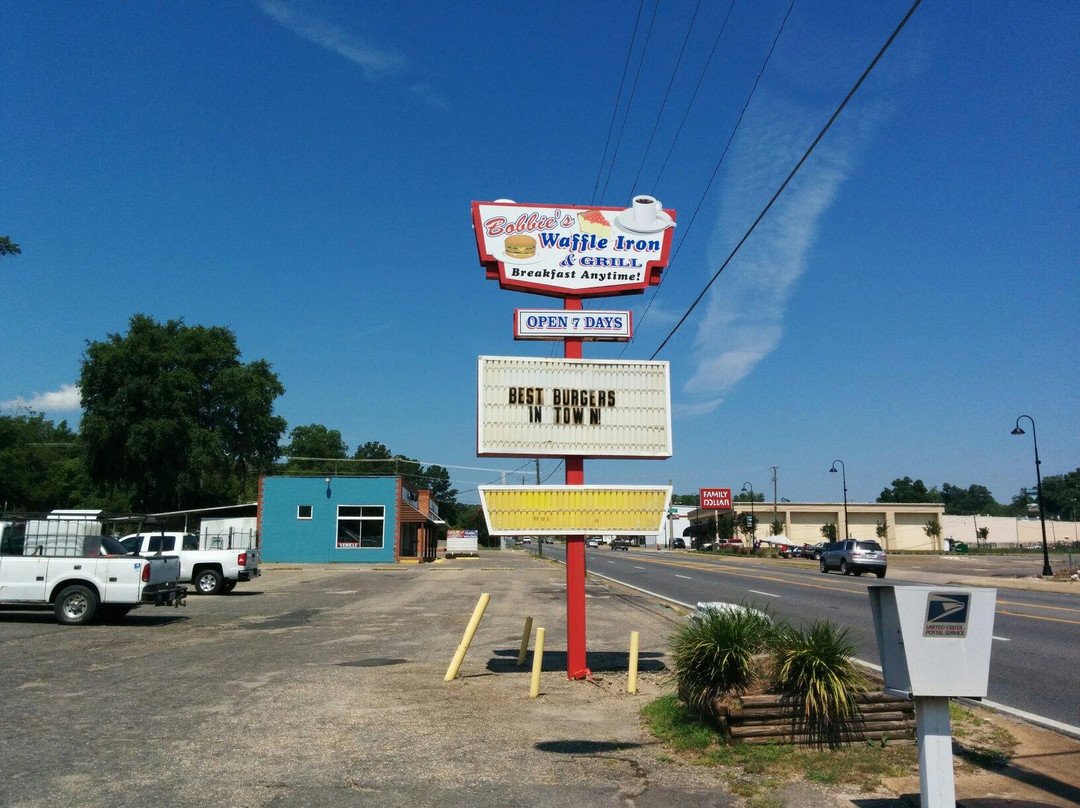 Bobbie's
Waffle Iron
& GRILL
Breakfast Anytime!
OPEN 7 DAYS
BEST BURGERS
IN TOWN!
FAMILY
DOLLAR
UNITED STATES
POSTAL SERVICE